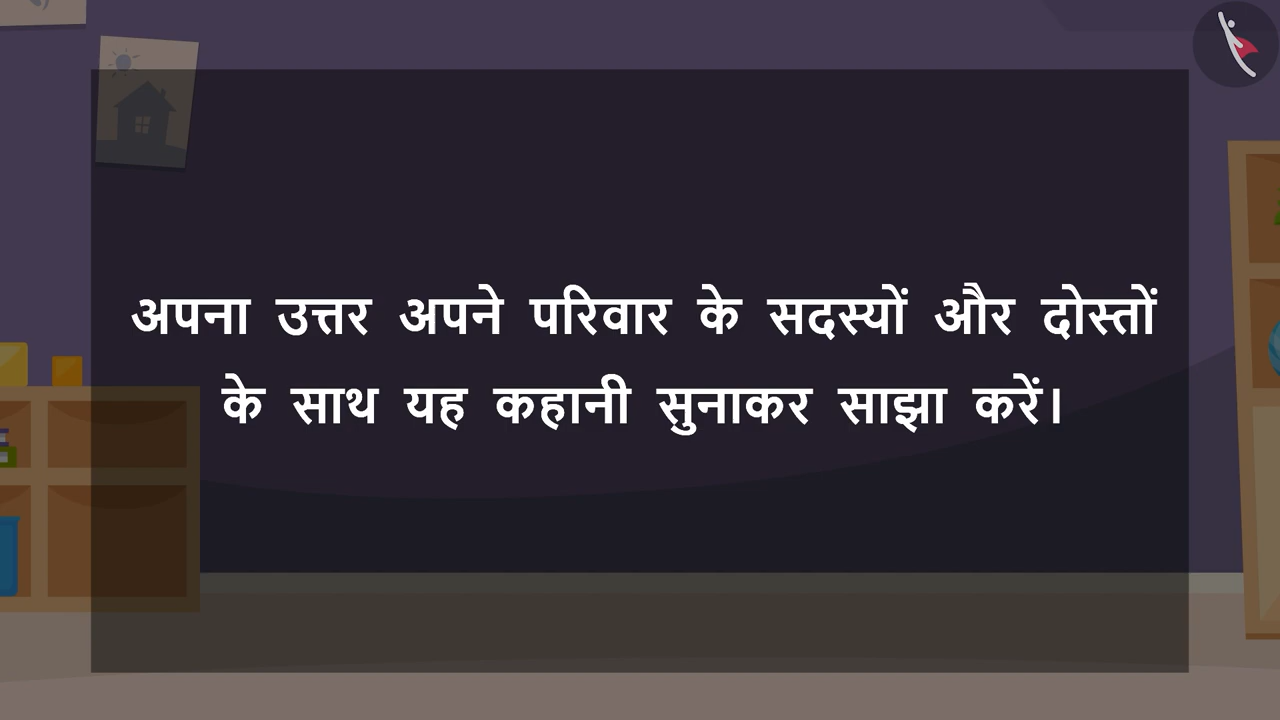 अपना उत्तर अपने परिवार के सदस्यों और दोस्तों
के साथ यह कहानी सुनाकर साझा करें।